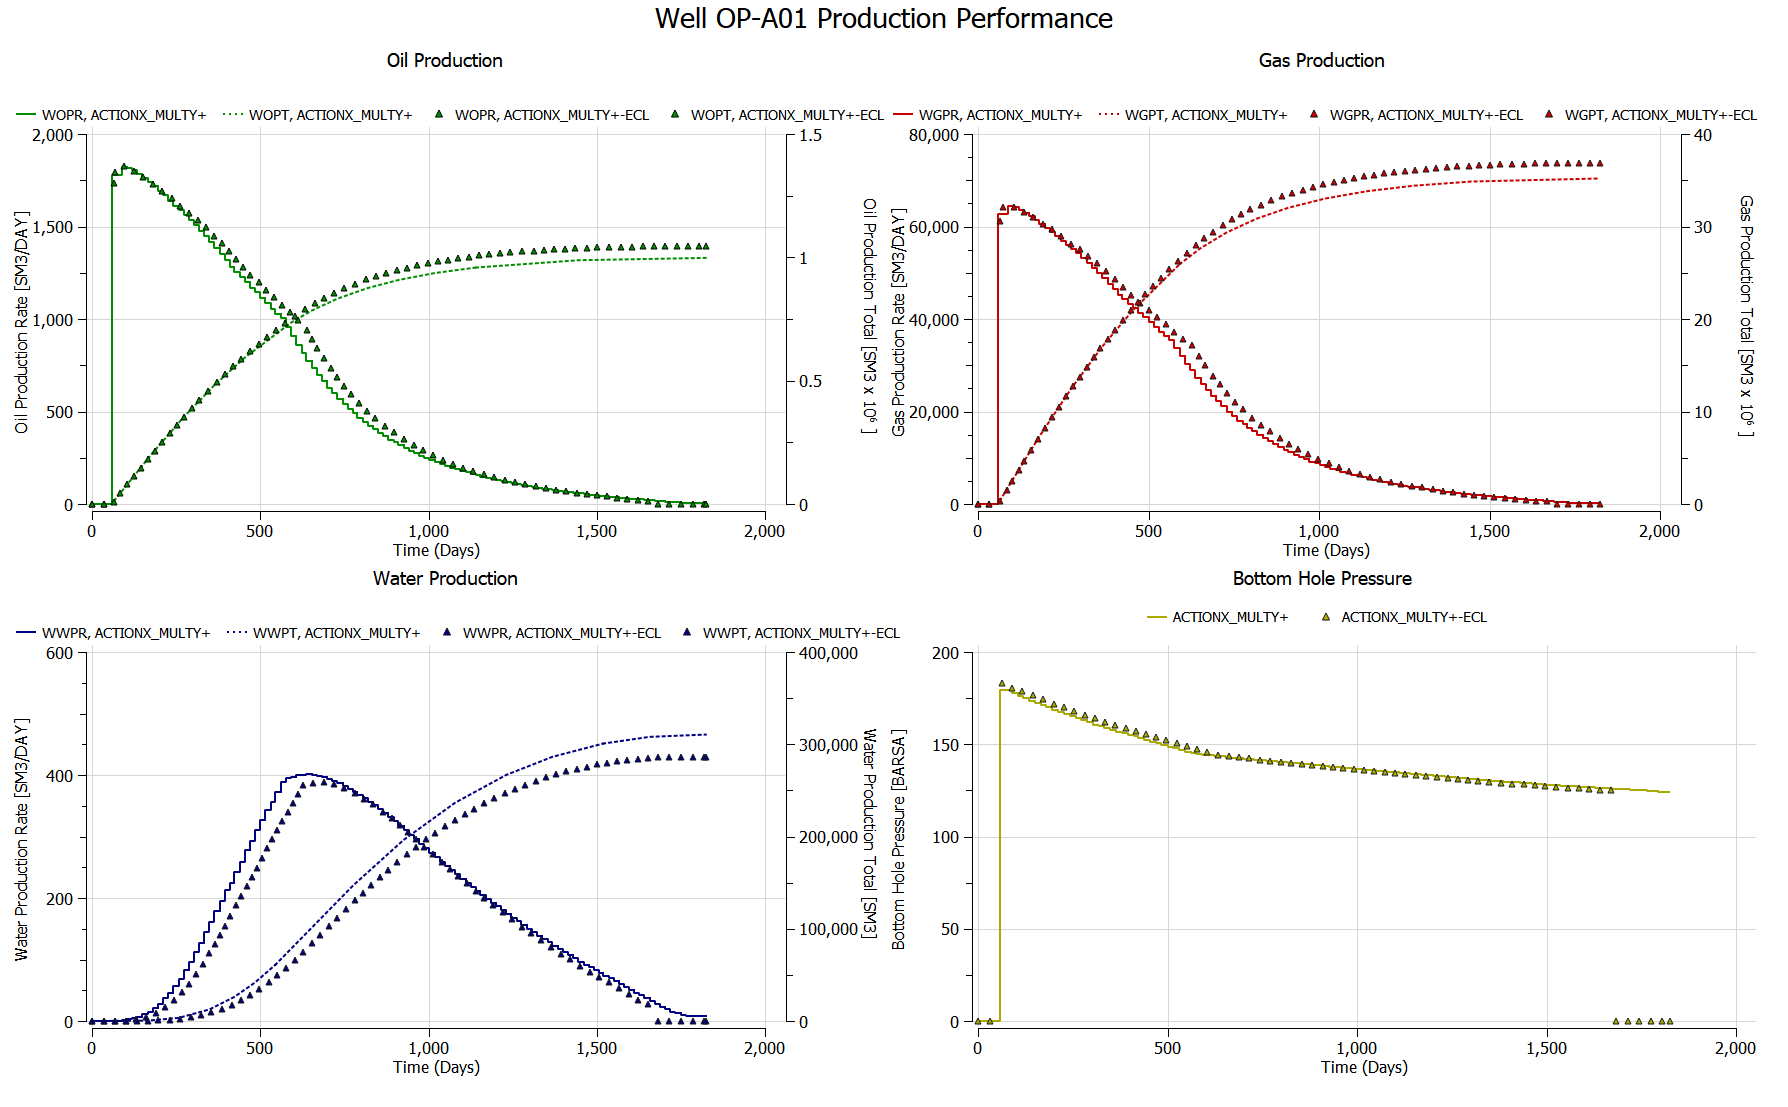 Well OP-A01 Production Performance
Oil Production
WOPR, ACTIONX_MULTY+ WOPT, ACTIONX_MULTY+ WOPR, ACTIONX_MULTY+-ECL WOPT, ACTIONX_MULTY+-ECL
2,000
1,500
1,000
500
0
Oil Production Rate [SM3/DAY]
1.5
1
0.5
0
Oil Production Total [SM3 x 10⁶ ]
0 500 1,000 1,500 2,000
Time (Days)
Gas Production
WGPR, ACTIONX_MULTY+ WGPT, ACTIONX_MULTY+ WGPR, ACTIONX_MULTY+-ECL WGPT, ACTIONX_MULTY+-ECL
80,000
60,000
40,000
20,000
0
Gas Production Rate [SM3/DAY]
40
30
20
10
0
Gas Production Total [SM3 x 10⁶ ]
0 500 1,000 1,500 2,000
Time (Days)
Water Production
WWPR, ACTIONX_MULTY+ WWPT, ACTIONX_MULTY+ WWPR, ACTIONX_MULTY+-ECL WWPT, ACTIONX_MULTY+-ECL
600
400
200
0
Water Production Rate [SM3/DAY]
400,000
300,000
200,000
100,000
0
Water Production Total [SM3]
0 500 1,000 1,500 2,000
Time (Days)
Bottom Hole Pressure
ACTIONX_MULTY+ ACTIONX_MULTY+-ECL
200
150
100
50
0
Bottom Hole Pressure [BARSA]
0 500 1,000 1,500 2,000
Time (Days)